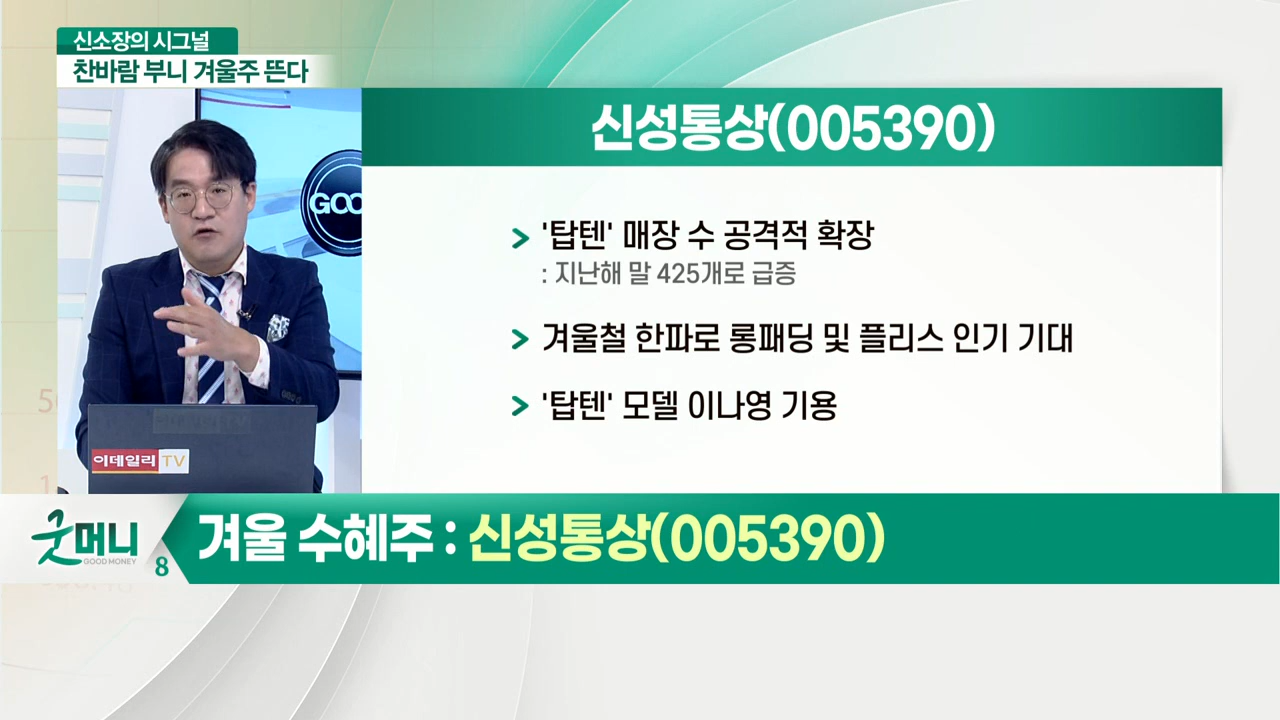 신소장의 시그널
찬바람 부니 겨울주 뜬다
신성통상(005390)
GOO
> '탑텐' 매장 수 공격적 확장
: 지난해 말 425개로 급증
> 겨울철 한파로 롱패딩 및 플리스 인기 기대
> '탑텐' 모델 이나영 기용
이데일리 TV
굿머니
GOOD MONEY
8
겨울 수혜주 : 신성통상(005390)